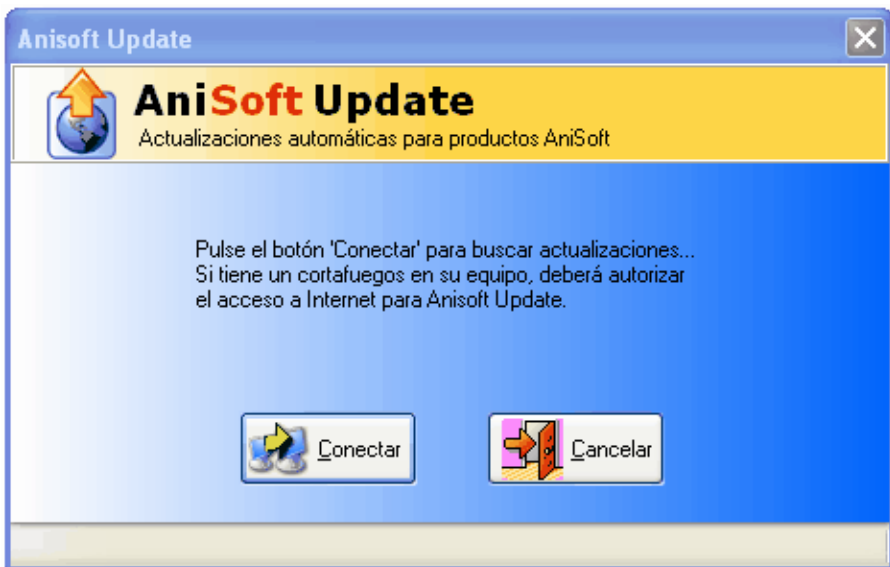 Anisoft Update
AniSoft Update
Actualizaciones automáticas para productos AniSoft
Pulse el botón 'Conectar' para buscar actualizaciones...
Si tiene un cortafuegos en su equipo, deberá autorizar
el acceso a Internet para Anisoft Update.
Conectar
Cancelar